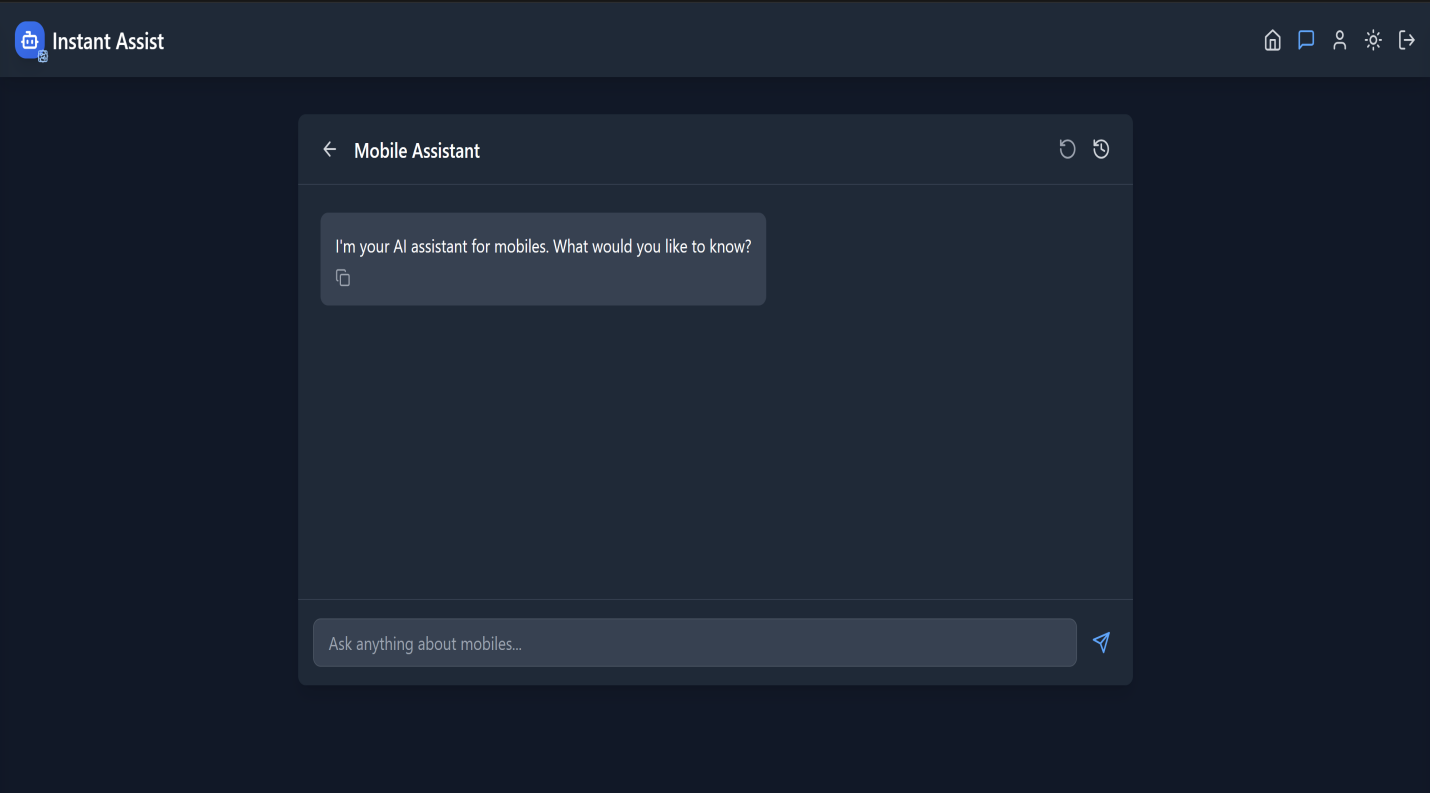 Instant Assist
Mobile Assistant
I'm your AI assistant for mobiles. What would you like to know?
Ask anything about mobiles...